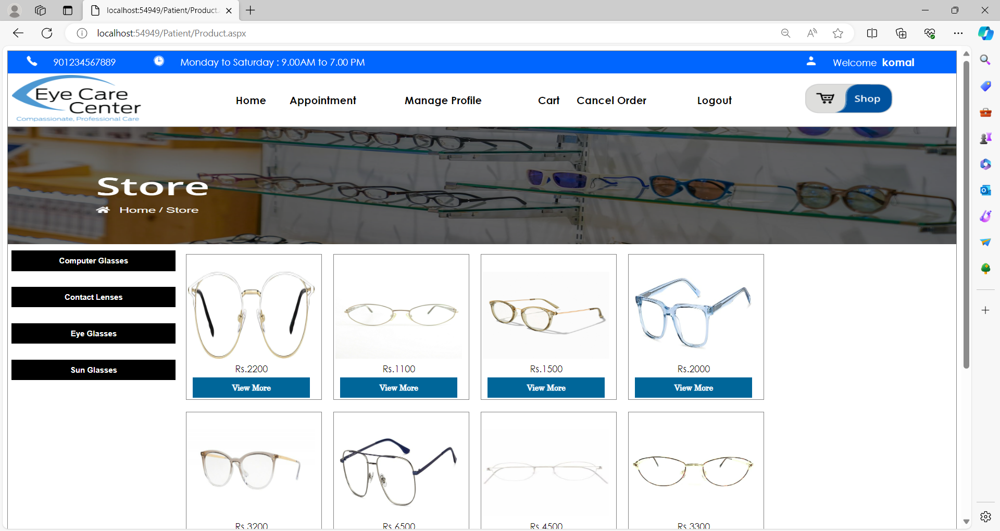 localhost:54949/Patient/Product.
localhost:54949/Patient/Product.aspx
901234567889
Monday to Saturday : 9.00AM to 7.00 PM
Welcome komal
Eye Care
Center
Compassionate, Professional Care
Home
Appointment
Manage Profile
Cart
Cancel Order
Logout
Shop
Store
Home / Store
Computer Glasses
Contact Lenses
Eye Glasses
Sun Glasses
Rs.2200
Rs.1100
Rs.1500
Rs.2000
View More
View More
View More
View More
Rs.3200
Rs.6500
Rs.4500
Rs.3300